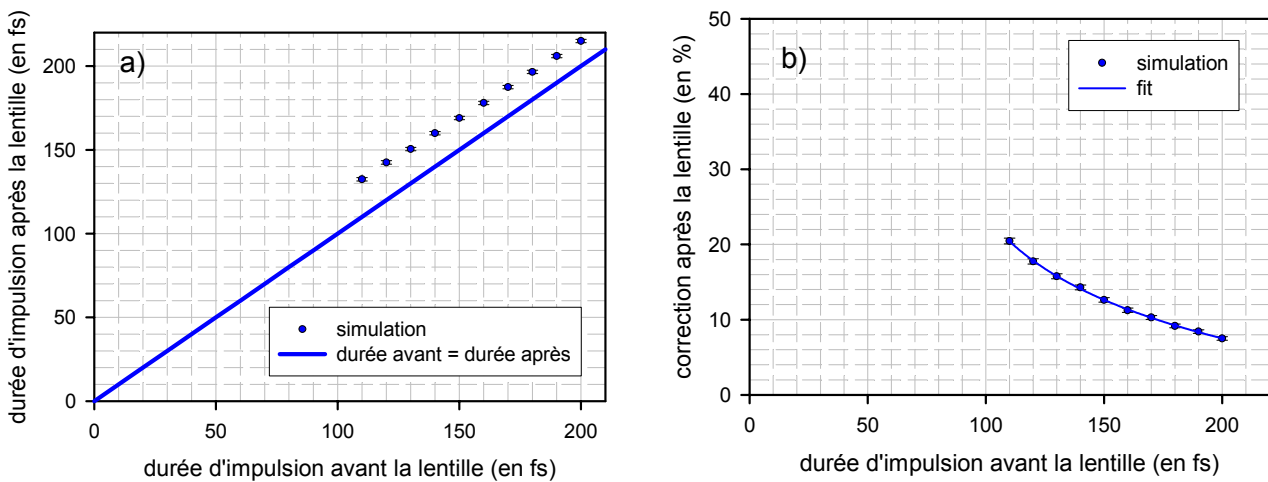 durée d'impulsion après la lentille (en fs)
a)
200
150
100
50
0
simulation
durée avant = durée après
0 50 100 150 200
durée d'impulsion avant la lentille (en fs)
correction après la lentille (en %)
b)
50
40
30
20
10
0
simulation
fit
0 50 100 150 200
durée d'impulsion avant la lentille (en fs)